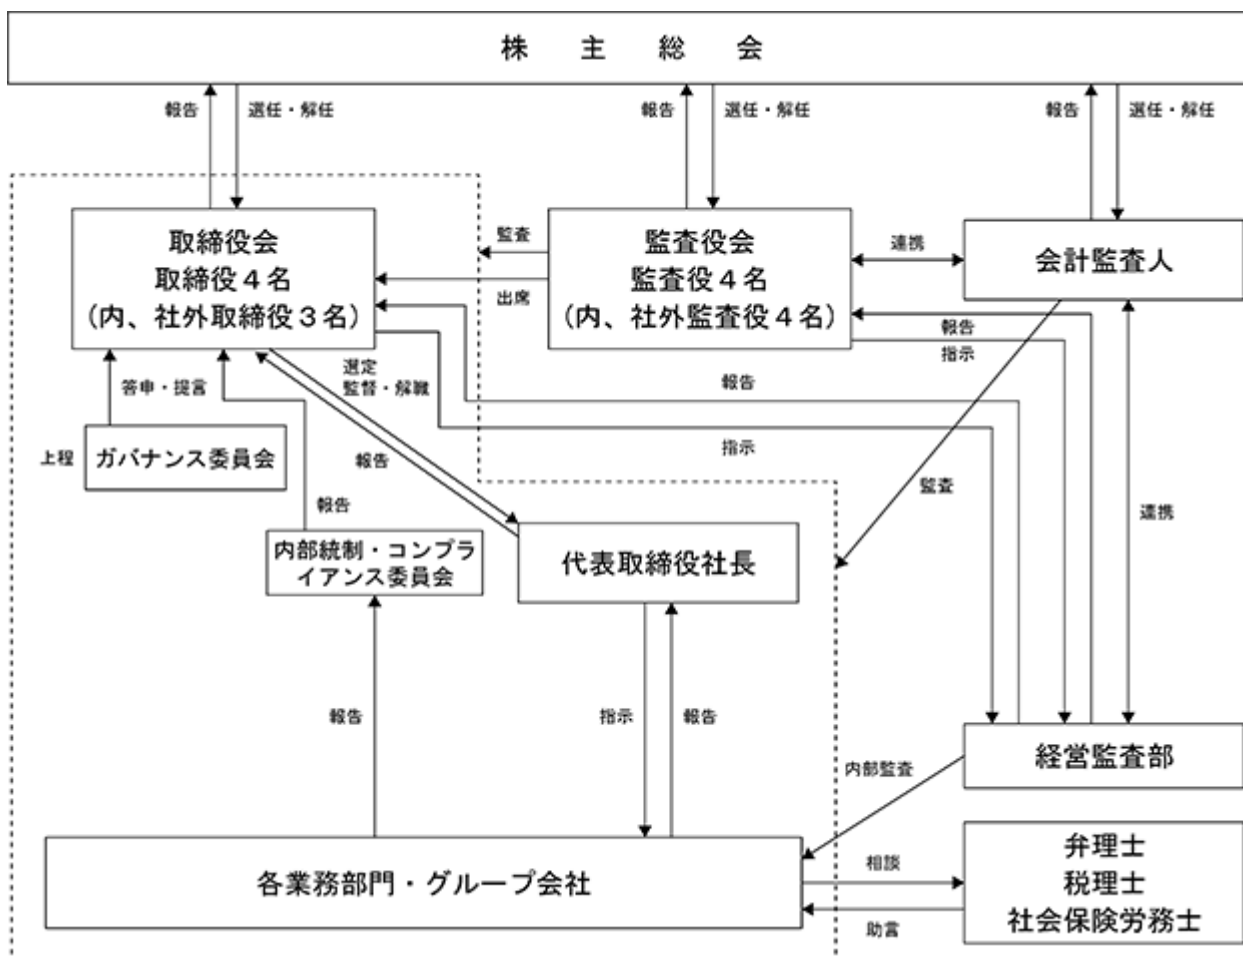 株主総会
報告
選任・解任
報告
選任・解任
報告
選任・解任
取締役会
取締役4名
（内、社外取締役3名）
監査
出席
監査役会
監査役4名
（内、社外監査役4名）
連携
会計監査人
報告
指示
選定
監督・解職
報告
答申・提言
上程
ガバナンス委員会
報告
指示
監査
連携
報告
内部統制・コンプラ
イアンス委員会
代表取締役社長
報告
指示
報告
内部監査
経営監査部
各業務部門・グループ会社
相談
助言
弁理士
税理士
社会保険労務士